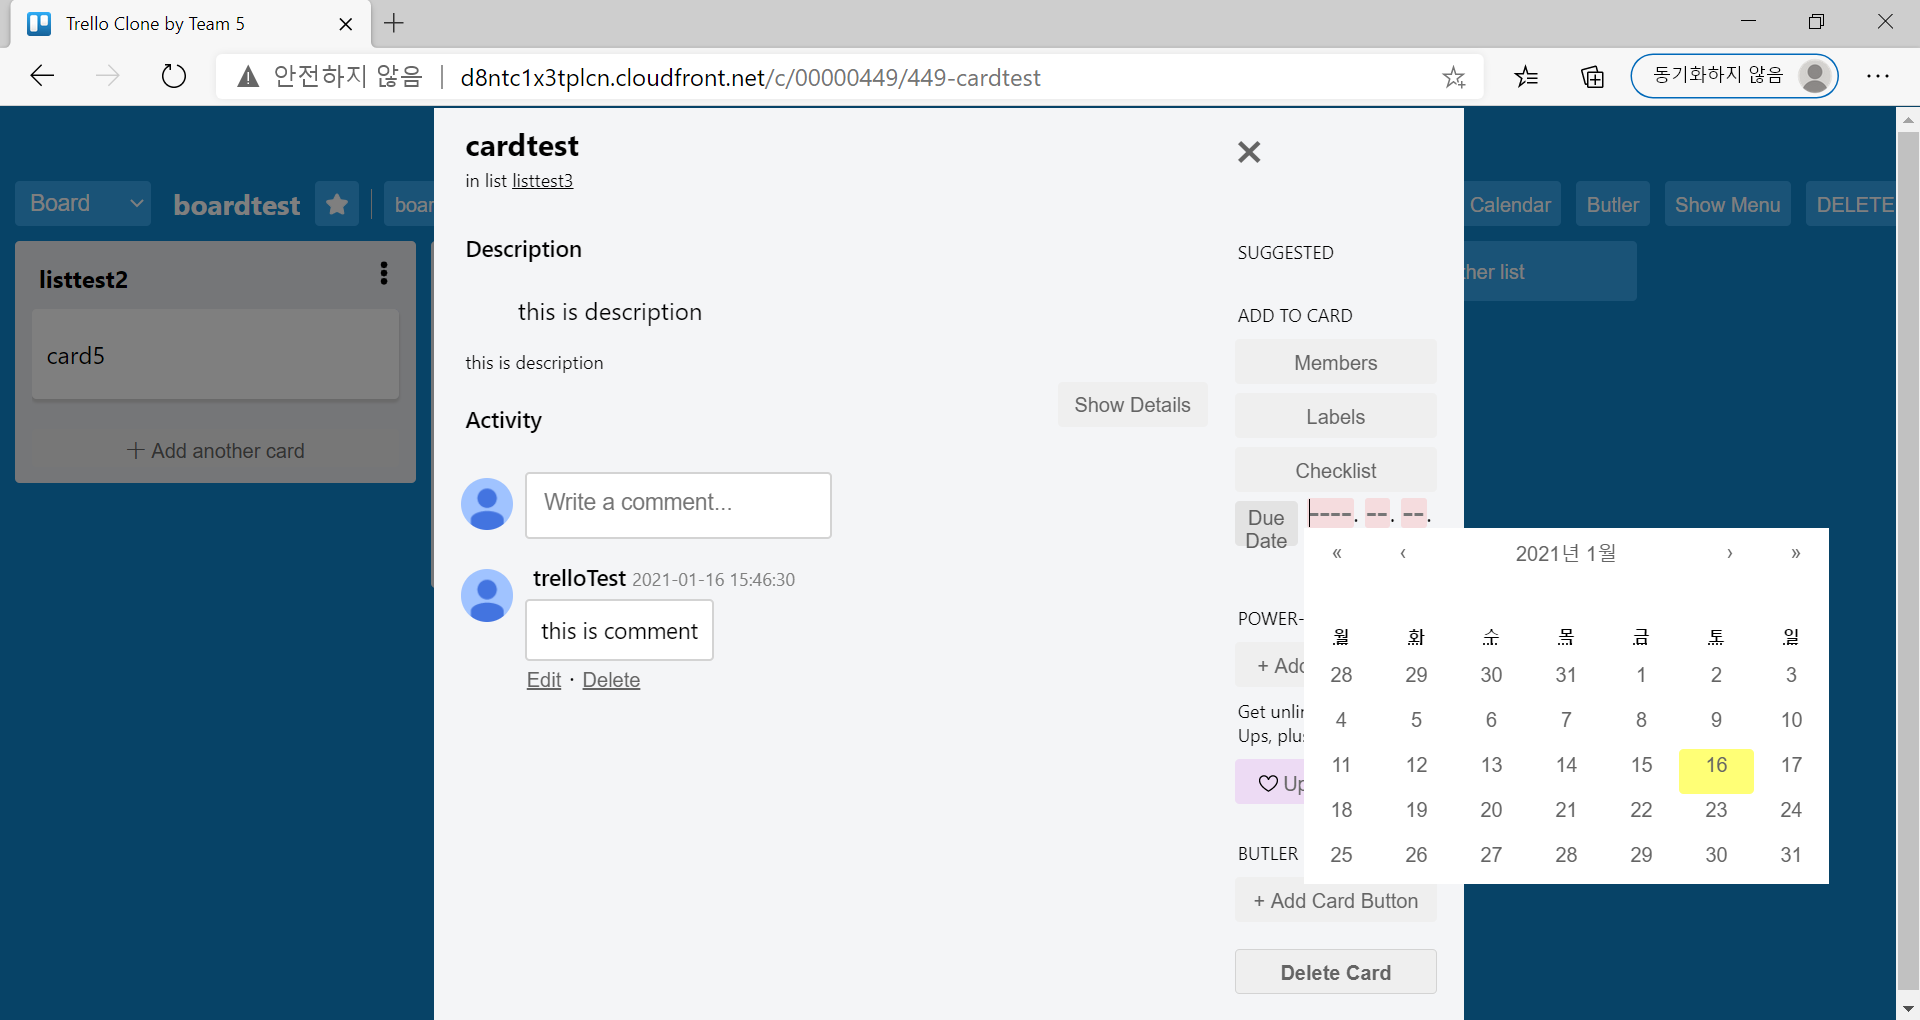 Trello Clone by Team 5
안전하지 않음
d8ntc1x3tplcn.cloudfront.net/c/00000449/449-cardtest
동기화하지 않음
Board
boardtest
boar
Calendar
Butler
Show Menu
DELETE
listtest2
card5
+ Add another card
ther list
cardtest
in list listtest3
Description
this is description
this is description
Activity
Show Details
Write a comment...
trelloTest 2021-01-16 15:46:30
this is comment
Edit · Delete
SUGGESTED
ADD TO CARD
Members
Labels
Checklist
Due
Date
----. --. --.
« ‹ 2021년 1월 › »
월 화 수 목 금 토 일
28 29 30 31 1 2 3
4 5 6 7 8 9 10
11 12 13 14 15 16 17
18 19 20 21 22 23 24
25 26 27 28 29 30 31
POWER-
+ Add
Get unli
Ups, plus
Up
BUTLER
+ Add Card Button
Delete Card